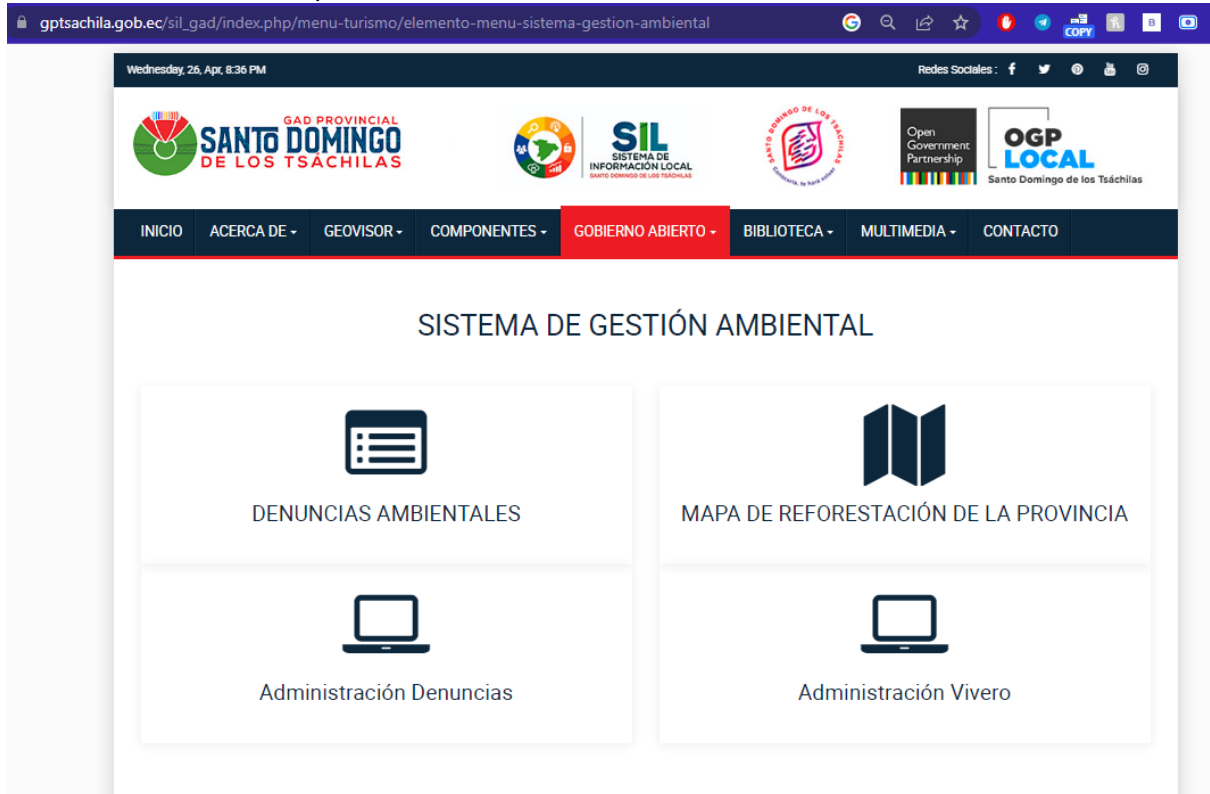 gptsachila.gob.ec/sil_gad/index.php/menu-turismo/elemento-menu-sistema-gestion-ambiental
COPY
B
Wednesday, 26, Apr, 8:36 PM
Redes Sociales :
GAD PROVINCIAL
SANTO DOMINGO
DE LOS TSÁCHILAS
SIL
SISTEMA DE
INFORMACIÓN LOCAL
SANTO DOMINGO DE LOS TSÁCHILAS
SANTO DOMINGO DE LOS TSÁCHILAS
Open
Government
Partnership
OGP
LOCAL
Santo Domingo de los Tsáchilas
INICIO ACERCA DE GEOVISOR COMPONENTES GOBIERNO ABIERTO BIBLIOTECA MULTIMEDIA CONTACTO
SISTEMA DE GESTIÓN AMBIENTAL
DENUNCIAS AMBIENTALES
MAPA DE REFORESTACIÓN DE LA PROVINCIA
Administración Denuncias
Administración Vivero